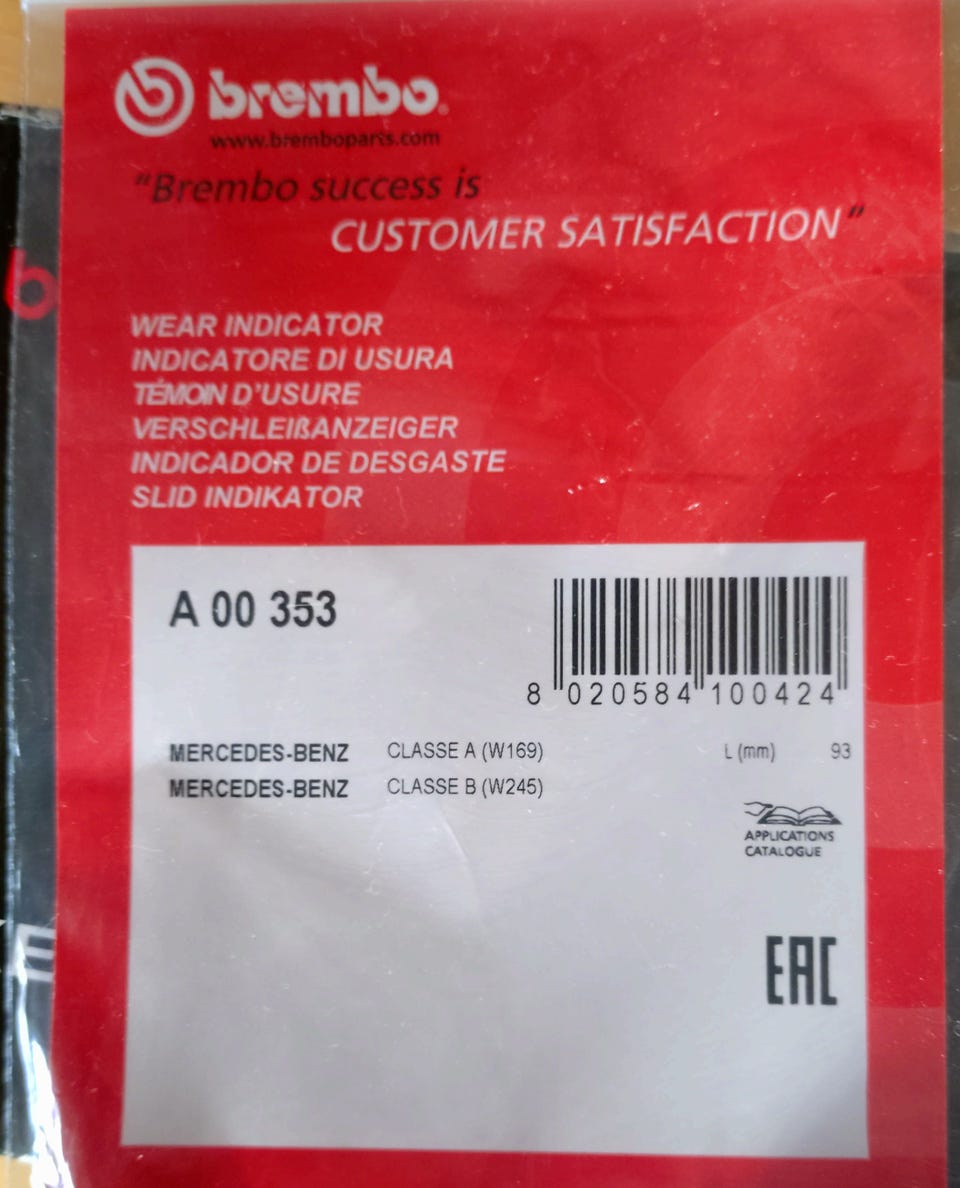 brembo
www.bremboparts.com
"Brembo success is
CUSTOMER SATISFACTION"
WEAR INDICATOR
INDICATORE DI USURA
TÉMOIN D'USURE
VERSCHLEIßANZEIGER
INDICADOR DE DESGASTE
SLID INDIKATOR
A 00 353
8 020584 100424
MERCEDES-BENZ CLASSE A (W169) L (mm) 93
MERCEDES-BENZ CLASSE B (W245)
APPLICATIONS
CATALOGUE
EAC